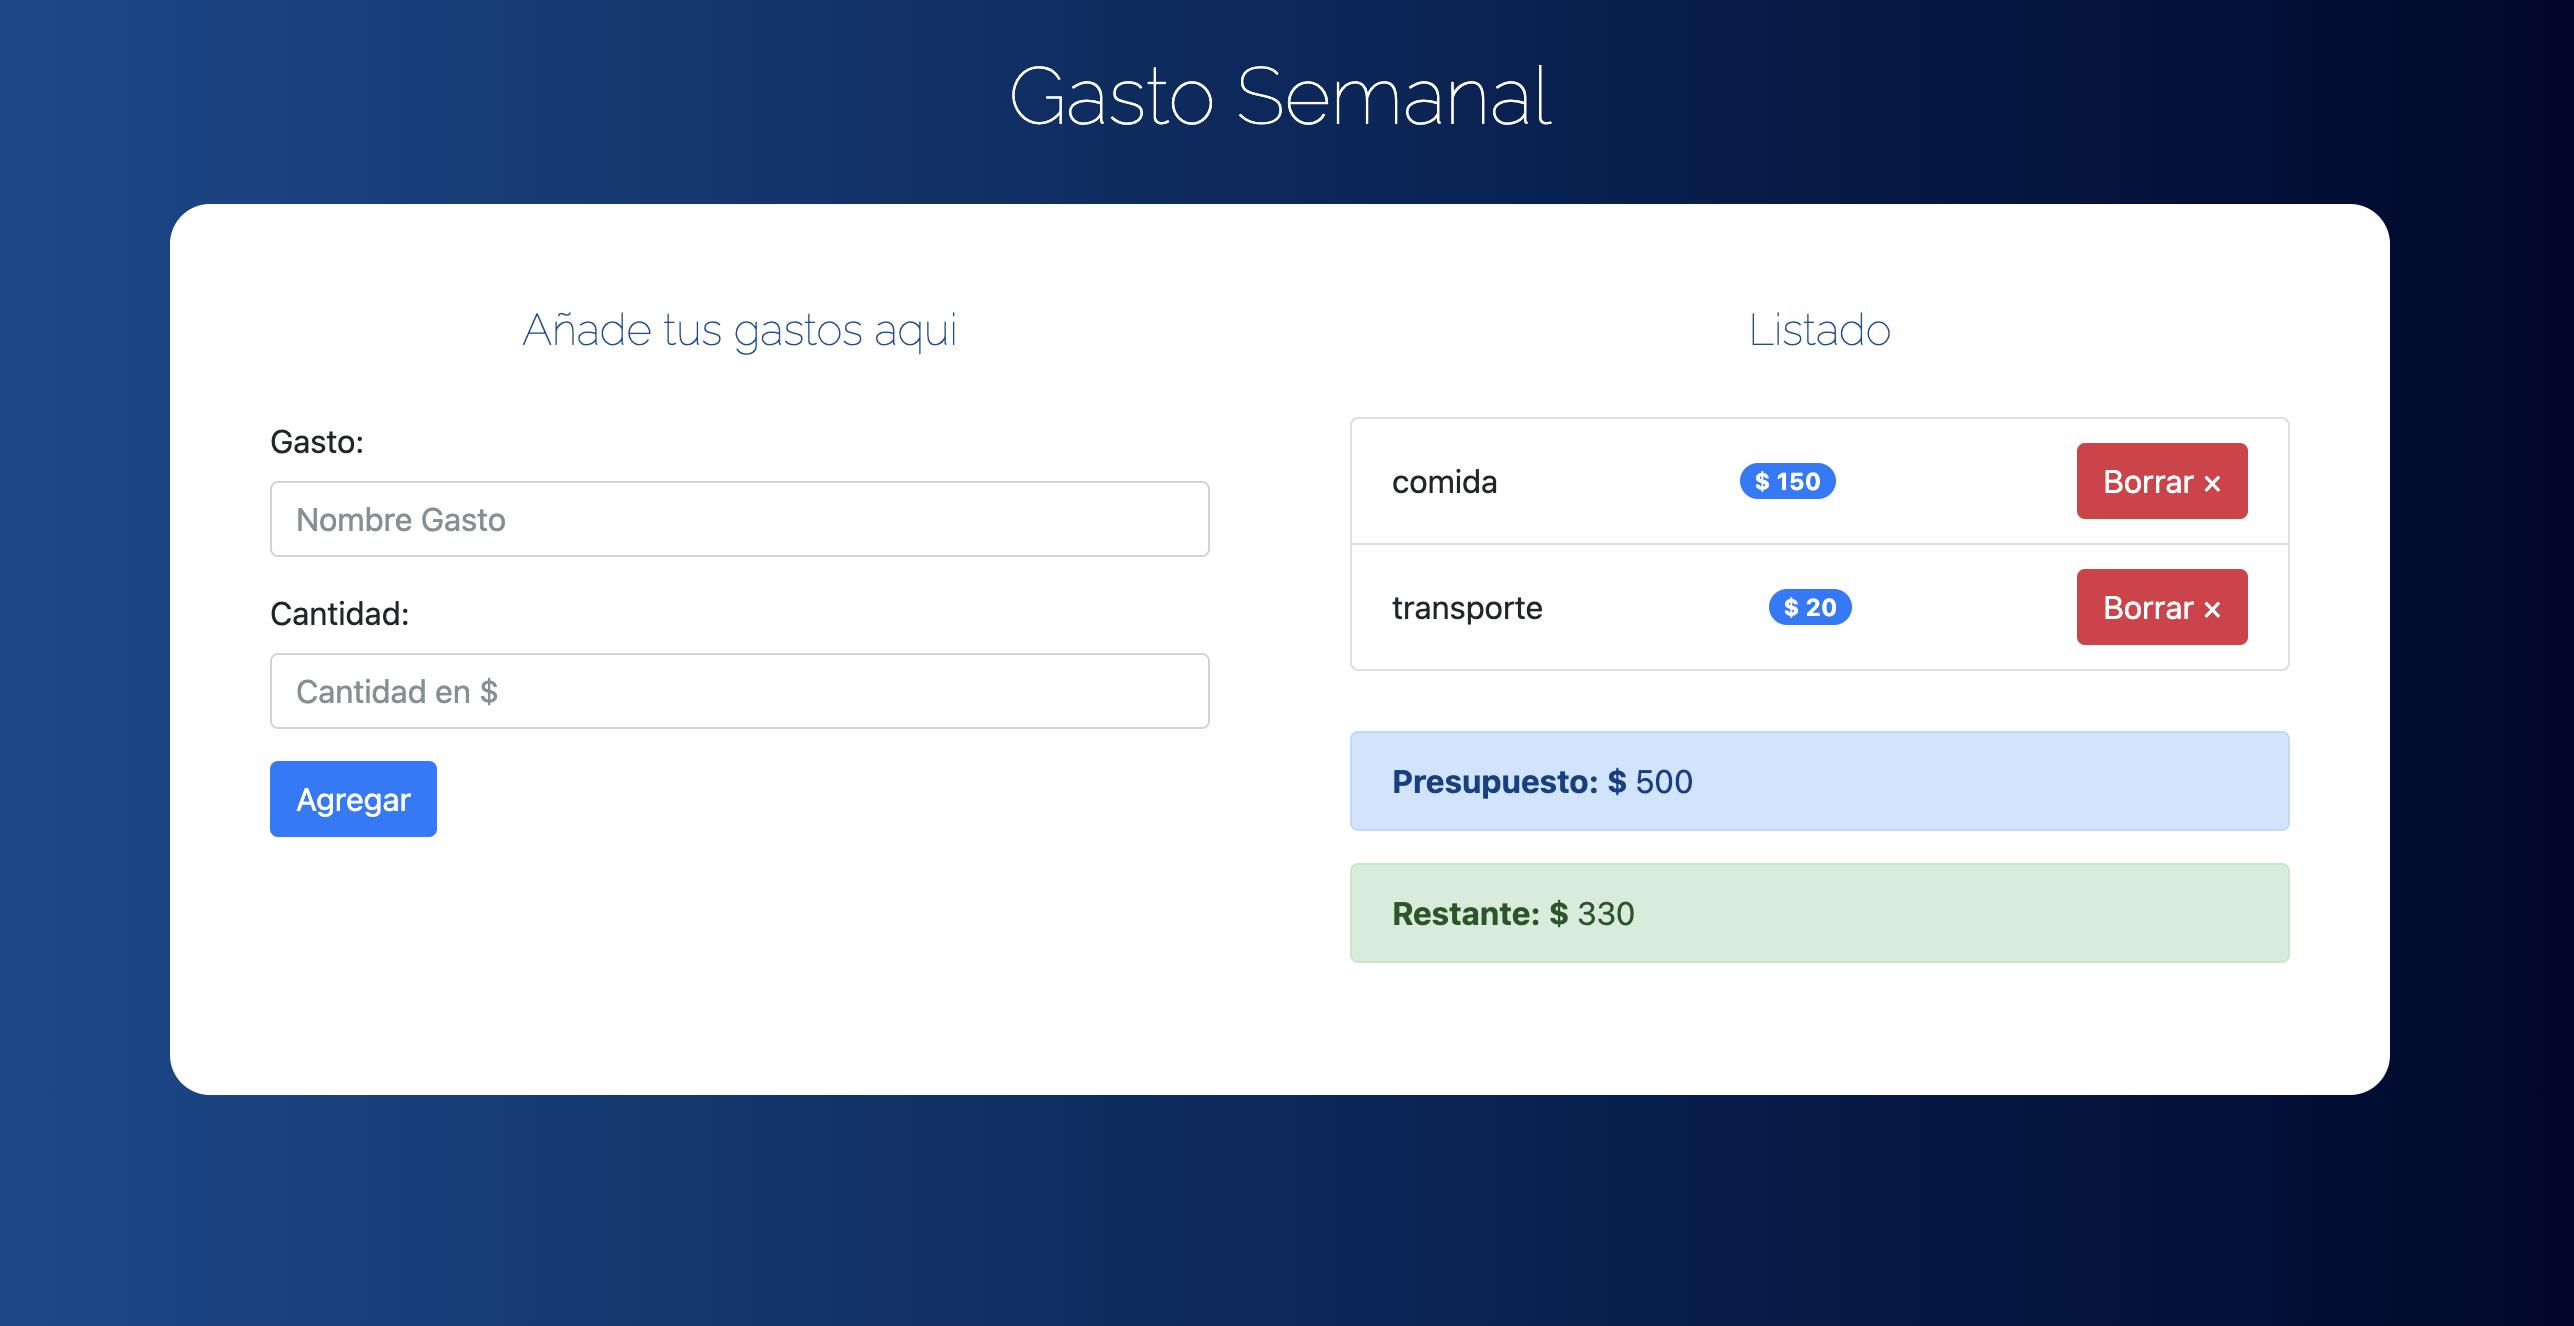 Gasto Semanal
Añade tus gastos aqui
Gasto:
Nombre Gasto
Cantidad:
Cantidad en $
Agregar
Listado
comida $ 150 Borrar ×
transporte $ 20 Borrar ×
Presupuesto: $ 500
Restante: $ 330